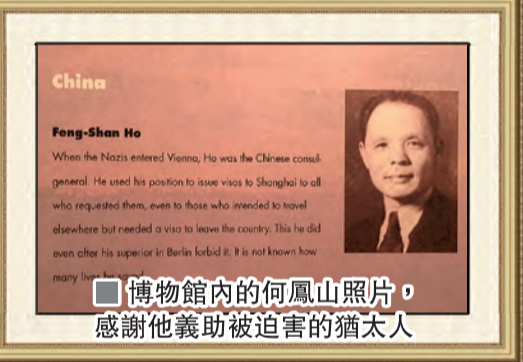 China
Feng-Shan Ho
When the Nazis entered Vienna, Ho was the Chinese consul-
general. He used his position to issue visas to Shanghai to all
who requested them, even to those who intended to travel
elsewhere but needed a visa to leave the country. This he did
even after his superior in Berlin forbid it. It is not known how
many lives he saved.
■ 博物館內的何鳳山照片，
感謝他義助被迫害的猶太人